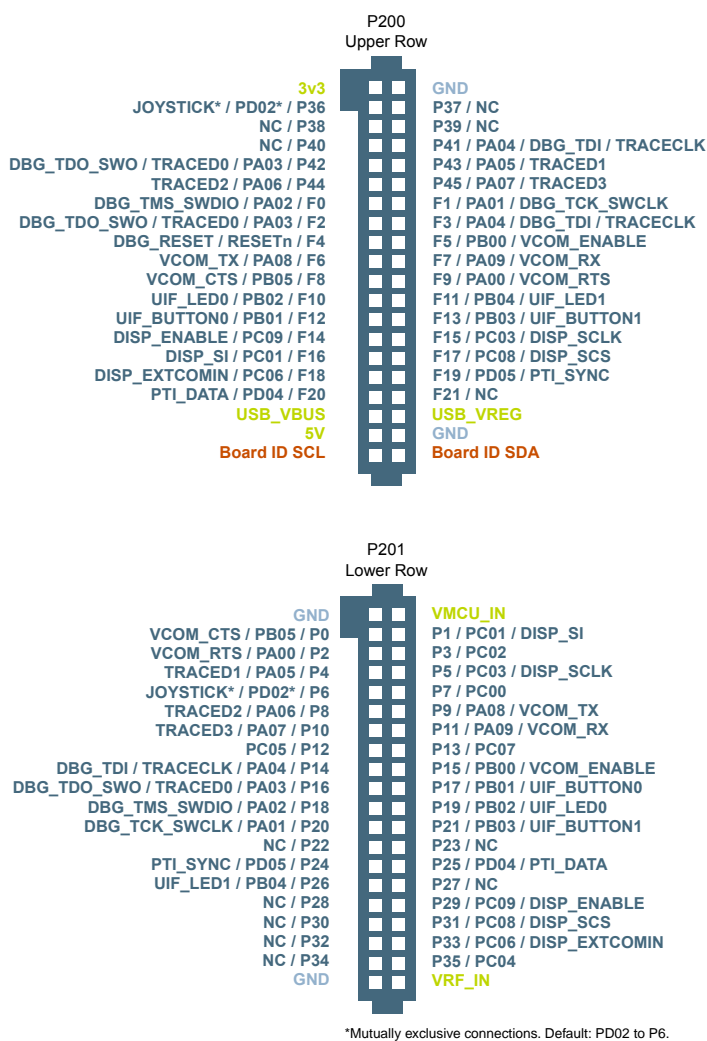 P200
Upper Row
3v3 GND
JOYSTICK* / PD02* / P36 P37 / NC
NC / P38 P39 / NC
NC / P40 P41 / PA04 / DBG_TDI / TRACECLK
DBG_TDO_SWO / TRACED0 / PA03 / P42 P43 / PA05 / TRACED1
TRACED2 / PA06 / P44 P45 / PA07 / TRACED3
DBG_TMS_SWDIO / PA02 / F0 F1 / PA01 / DBG_TCK_SWCLK
DBG_TDO_SWO / TRACED0 / PA03 / F2 F3 / PA04 / DBG_TDI / TRACECLK
DBG_RESET / RESETn / F4 F5 / PB00 / VCOM_ENABLE
VCOM_TX / PA08 / F6 F7 / PA09 / VCOM_RX
VCOM_CTS / PB05 / F8 F9 / PA00 / VCOM_RTS
UIF_LED0 / PB02 / F10 F11 / PB04 / UIF_LED1
UIF_BUTTON0 / PB01 / F12 F13 / PB03 / UIF_BUTTON1
DISP_ENABLE / PC09 / F14 F15 / PC03 / DISP_SCLK
DISP_SI / PC01 / F16 F17 / PC08 / DISP_SCS
DISP_EXTCOMIN / PC06 / F18 F19 / PD05 / PTI_SYNC
PTI_DATA / PD04 / F20 F21 / NC
USB_VBUS USB_VREG
5V GND
Board ID SCL Board ID SDA
P201
Lower Row
GND VMCU_IN
VCOM_CTS / PB05 / P0 P1 / PC01 / DISP_SI
VCOM_RTS / PA00 / P2 P3 / PC02
TRACED1 / PA05 / P4 P5 / PC03 / DISP_SCLK
JOYSTICK* / PD02* / P6 P7 / PC00
TRACED2 / PA06 / P8 P9 / PA08 / VCOM_TX
TRACED3 / PA07 / P10 P11 / PA09 / VCOM_RX
PC05 / P12 P13 / PC07
DBG_TDI / TRACECLK / PA04 / P14 P15 / PB00 / VCOM_ENABLE
DBG_TDO_SWO / TRACED0 / PA03 / P16 P17 / PB01 / UIF_BUTTON0
DBG_TMS_SWDIO / PA02 / P18 P19 / PB02 / UIF_LED0
DBG_TCK_SWCLK / PA01 / P20 P21 / PB03 / UIF_BUTTON1
NC / P22 P23 / NC
PTI_SYNC / PD05 / P24 P25 / PD04 / PTI_DATA
UIF_LED1 / PB04 / P26 P27 / NC
NC / P28 P29 / PC09 / DISP_ENABLE
NC / P30 P31 / PC08 / DISP_SCS
NC / P32 P33 / PC06 / DISP_EXTCOMIN
NC / P34 P35 / PC04
GND VRF_IN
*Mutually exclusive connections. Default: PD02 to P6.